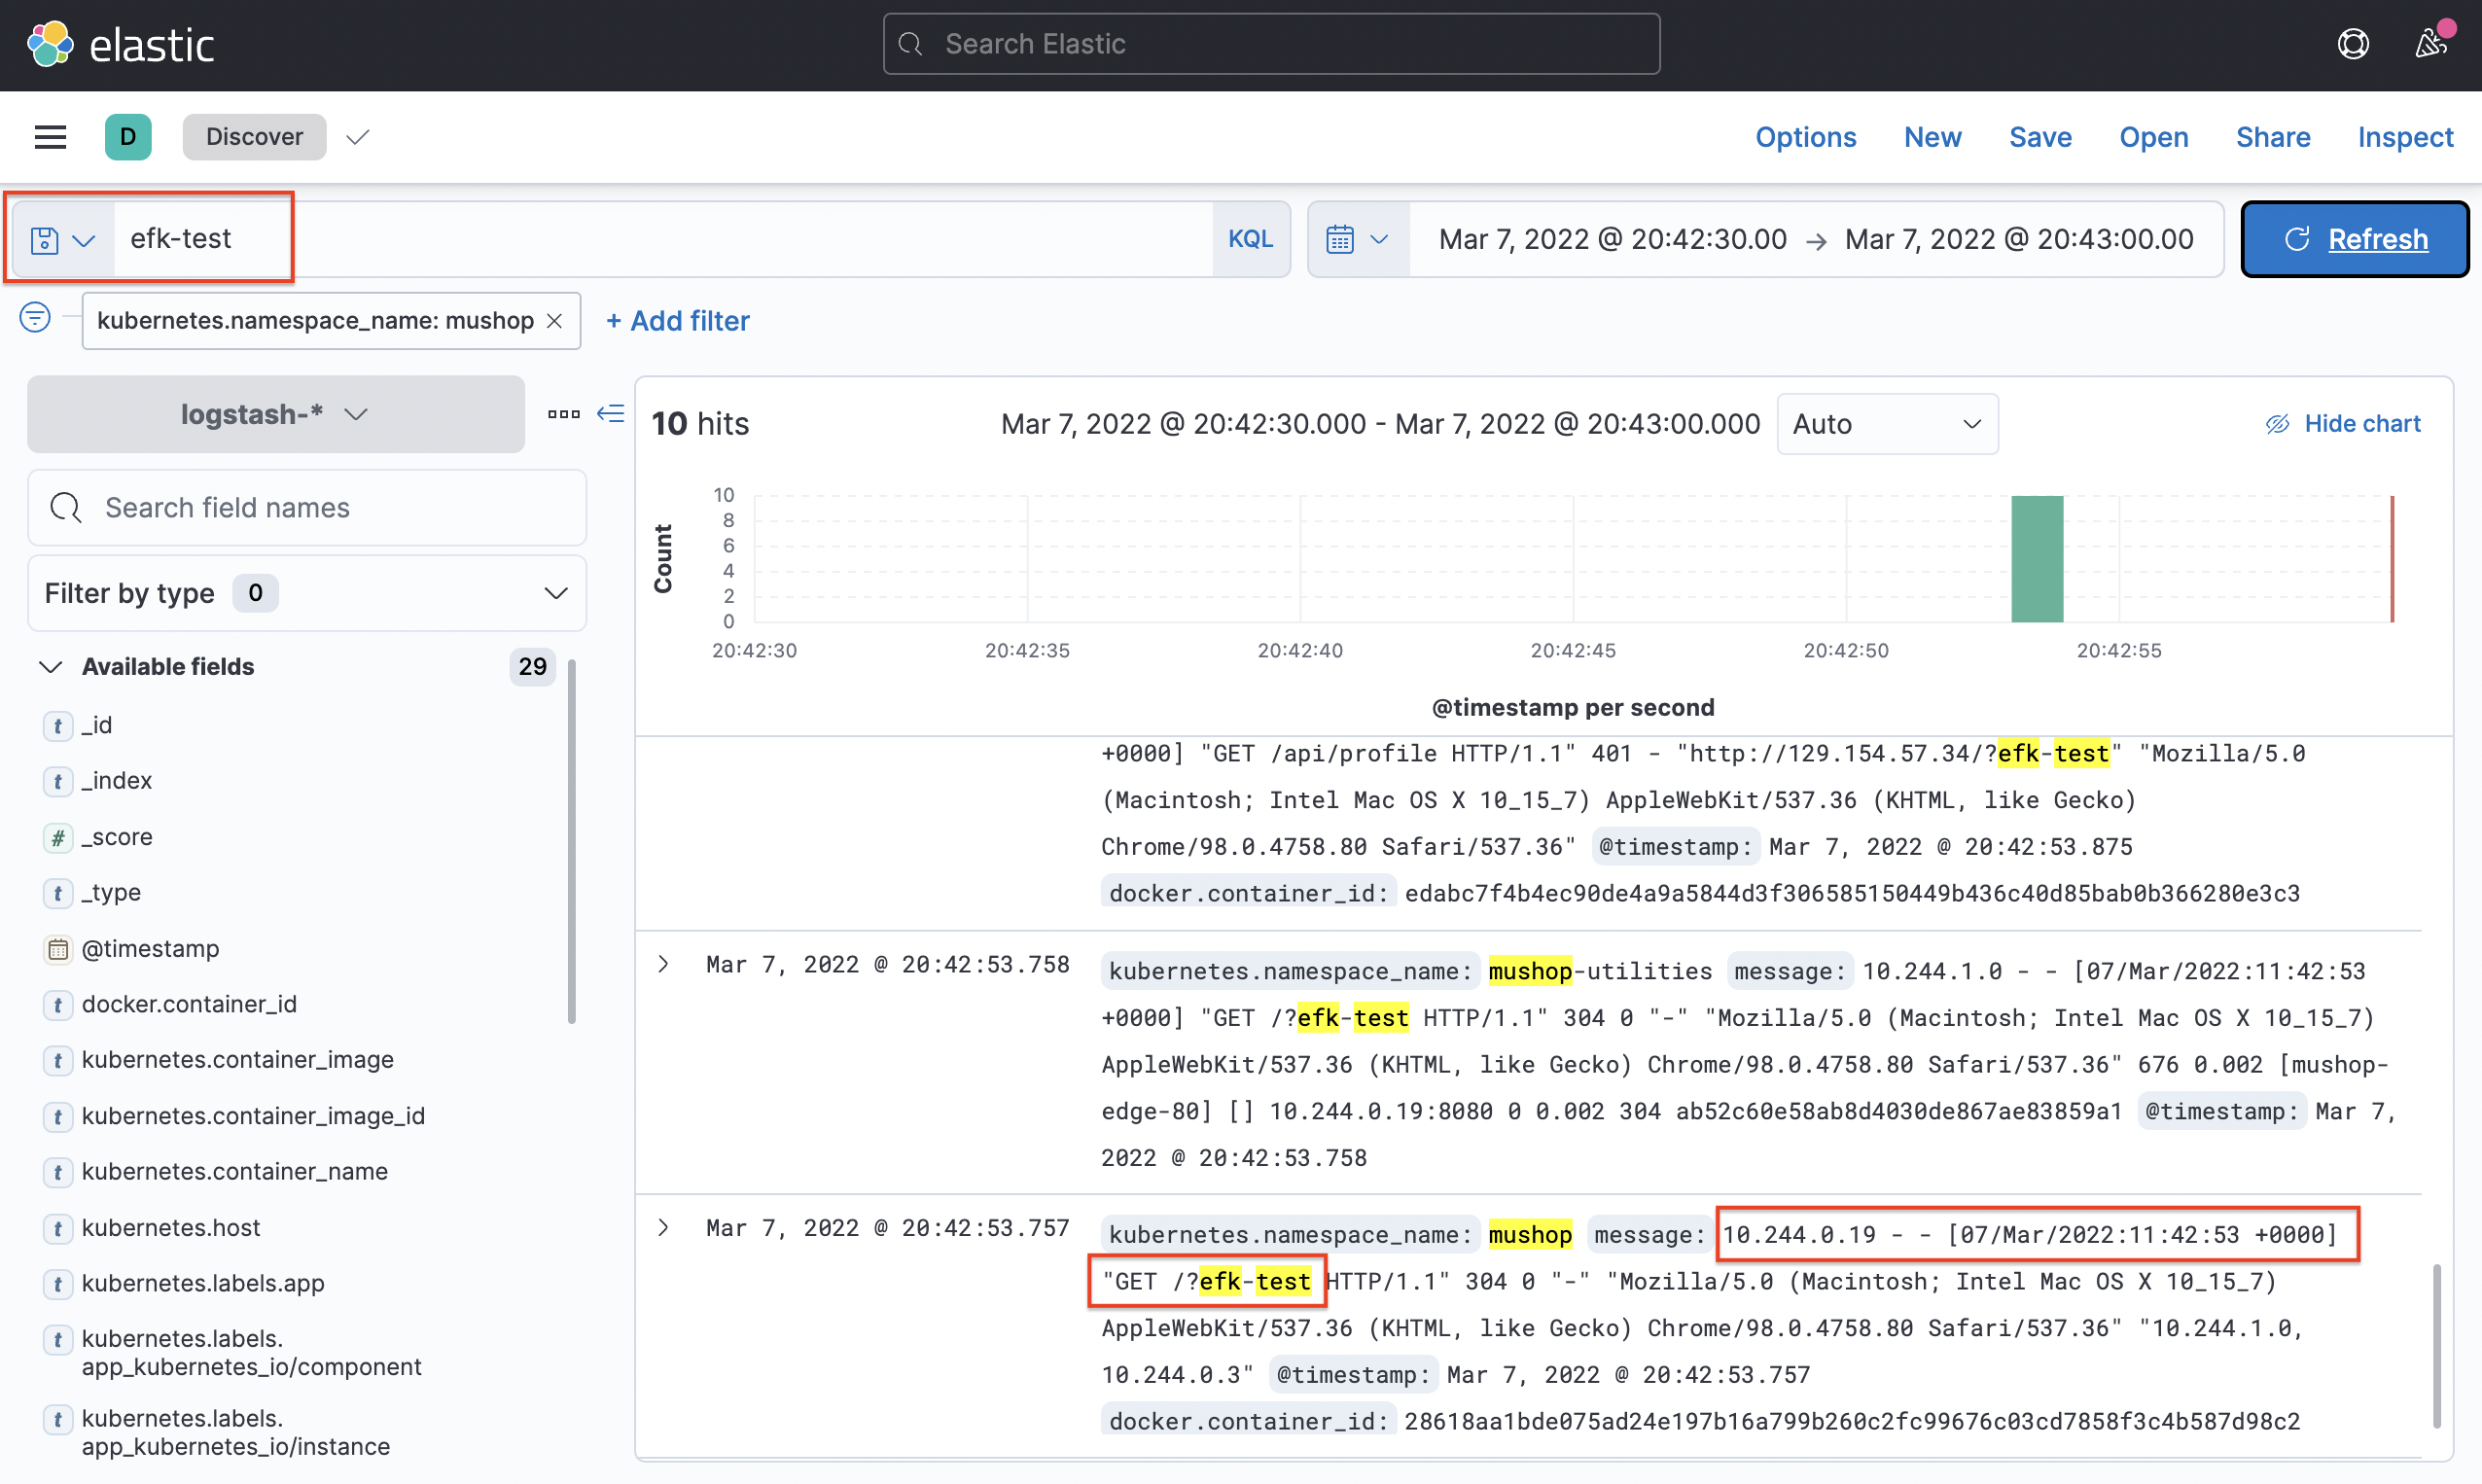 elastic
Search Elastic
D
Discover
Options
New
Save
Open
Share
Inspect
efk-test
KQL
Mar 7, 2022 @ 20:42:30.00 → Mar 7, 2022 @ 20:43:00.00
Refresh
kubernetes.namespace_name: mushop
+ Add filter
logstash-*
Search field names
Filter by type 0
Available fields 29
t _id
t _index
# _score
t _type
@timestamp
t docker.container_id
t kubernetes.container_image
t kubernetes.container_image_id
t kubernetes.container_name
t kubernetes.host
t kubernetes.labels.app
t kubernetes.labels.
app_kubernetes_io/component
t kubernetes.labels.
app_kubernetes_io/instance
10 hits
Mar 7, 2022 @ 20:42:30.000 - Mar 7, 2022 @ 20:43:00.000
Auto
Hide chart
Count
10
8
6
4
2
0
20:42:30 20:42:35 20:42:40 20:42:45 20:42:50 20:42:55
@timestamp per second
+0000] "GET /api/profile HTTP/1.1" 401 - "http://129.154.57.34/?efk-test" "Mozilla/5.0
(Macintosh; Intel Mac OS X 10_15_7) AppleWebKit/537.36 (KHTML, like Gecko)
Chrome/98.0.4758.80 Safari/537.36" @timestamp: Mar 7, 2022 @ 20:42:53.875
docker.container_id: edabc7f4b4ec90de4a9a5844d3f306585150449b436c40d85bab0b366280e3c3
Mar 7, 2022 @ 20:42:53.758
kubernetes.namespace_name: mushop-utilities message: 10.244.1.0 - - [07/Mar/2022:11:42:53
+0000] "GET /?efk-test HTTP/1.1" 304 0 "-" "Mozilla/5.0 (Macintosh; Intel Mac OS X 10_15_7)
AppleWebKit/537.36 (KHTML, like Gecko) Chrome/98.0.4758.80 Safari/537.36" 676 0.002 [mushop-
edge-80] [] 10.244.0.19:8080 0 0.002 304 ab52c60e58ab8d4030de867ae83859a1 @timestamp: Mar 7,
2022 @ 20:42:53.758
Mar 7, 2022 @ 20:42:53.757
kubernetes.namespace_name: mushop message: 10.244.0.19 - - [07/Mar/2022:11:42:53 +0000]
"GET /?efk-test HTTP/1.1" 304 0 "-" "Mozilla/5.0 (Macintosh; Intel Mac OS X 10_15_7)
AppleWebKit/537.36 (KHTML, like Gecko) Chrome/98.0.4758.80 Safari/537.36" "10.244.1.0,
10.244.0.3" @timestamp: Mar 7, 2022 @ 20:42:53.757
docker.container_id: 28618aa1bde075ad24e197b16a799b260c2fc99676c03cd7858f3c4b587d98c2